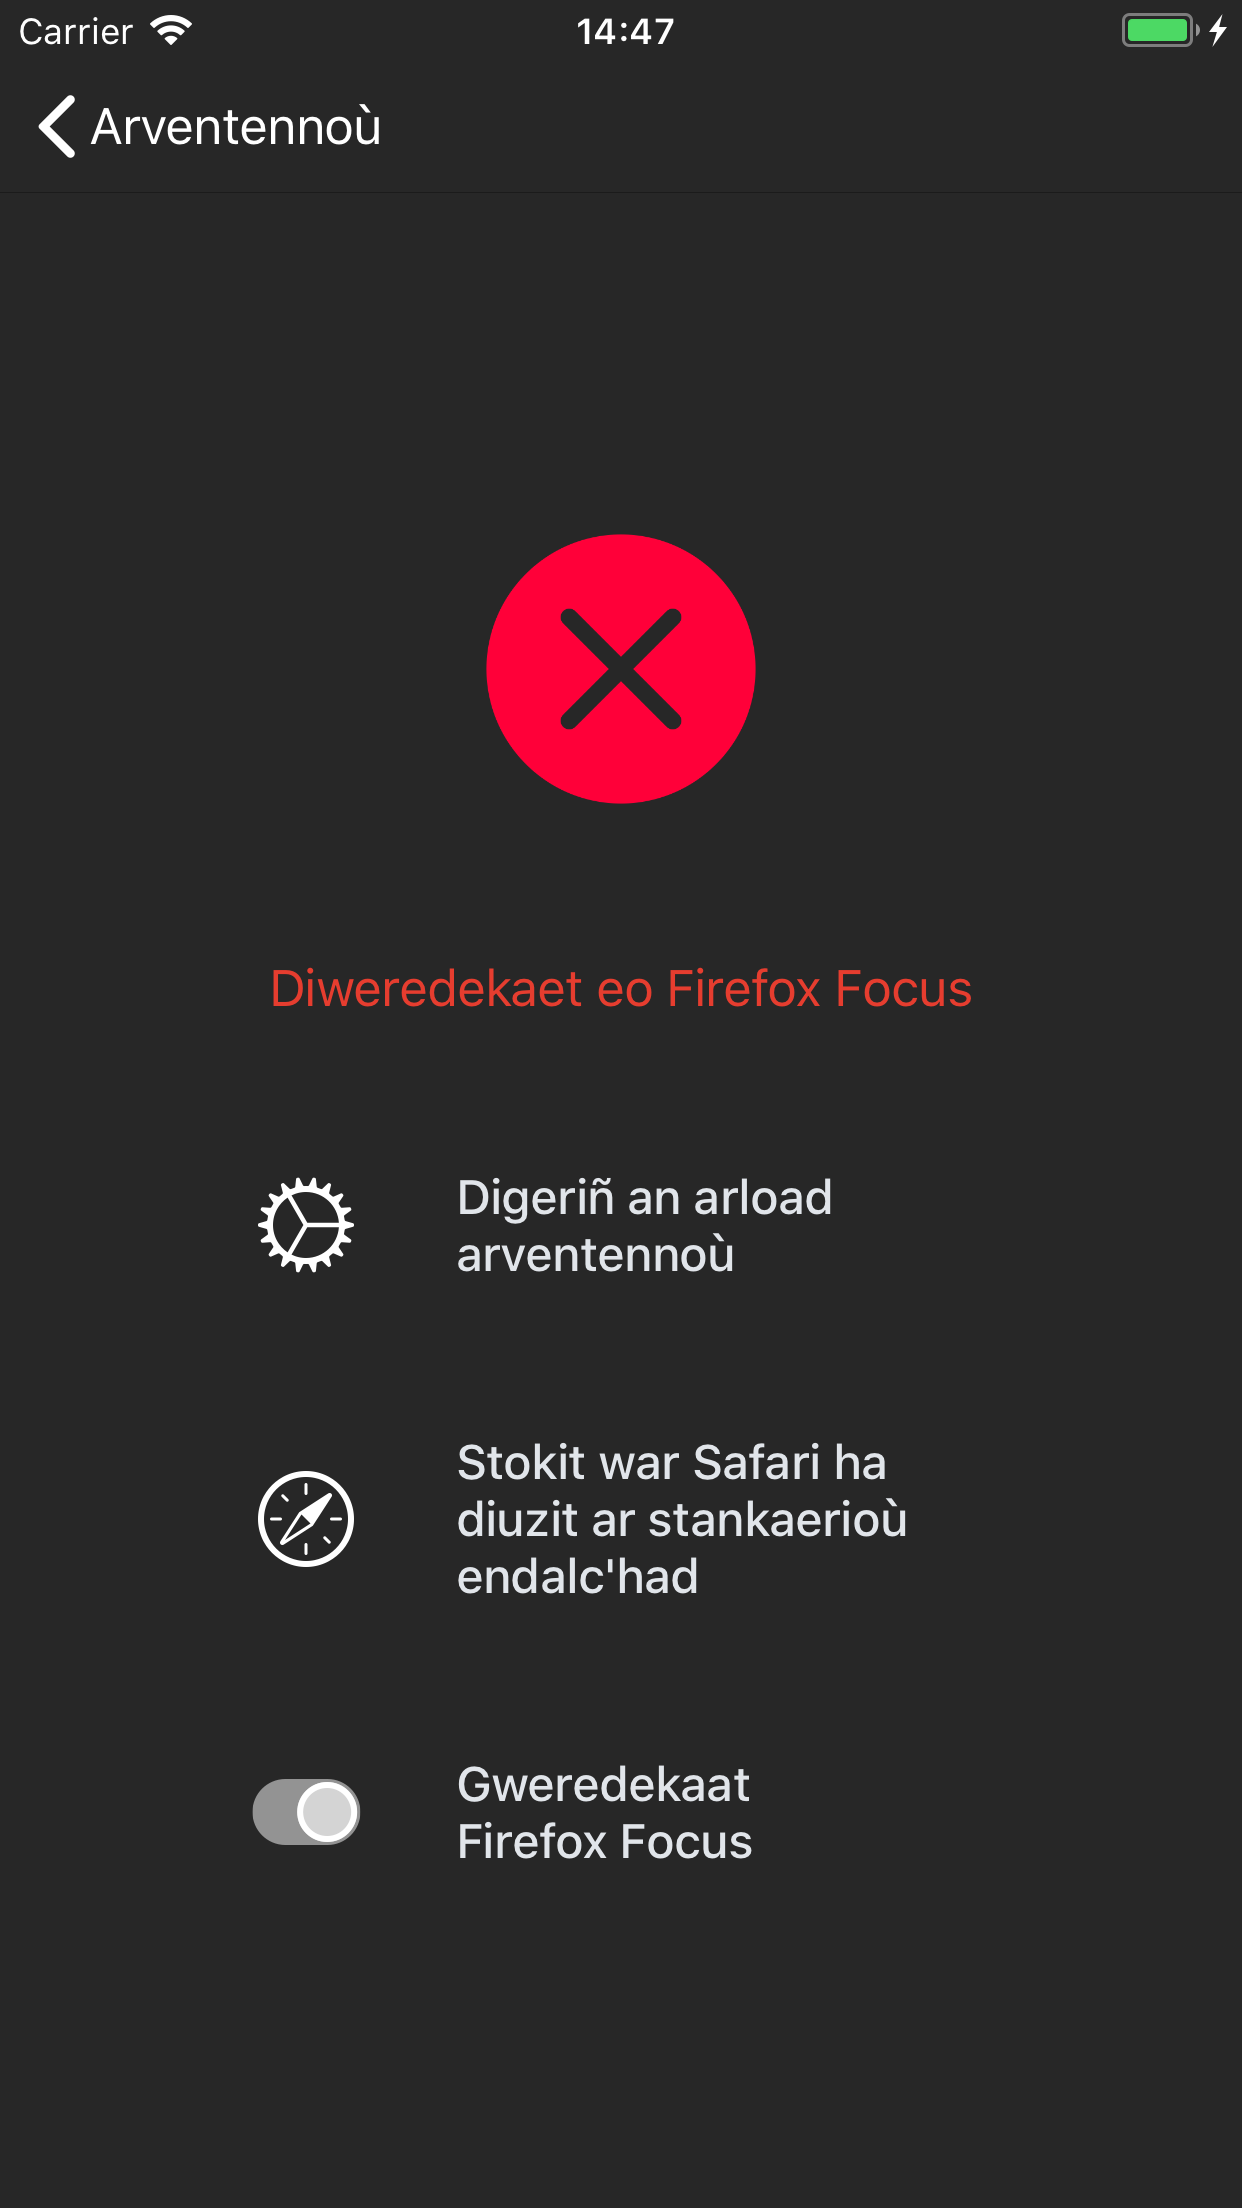 Carrier
14:47
Arventennoù
Diweredekaet eo Firefox Focus
Digeriñ an arload
arventennoù
Stokit war Safari ha
diuzit ar stankaerioù
endalc'had
Gweredekaat
Firefox Focus